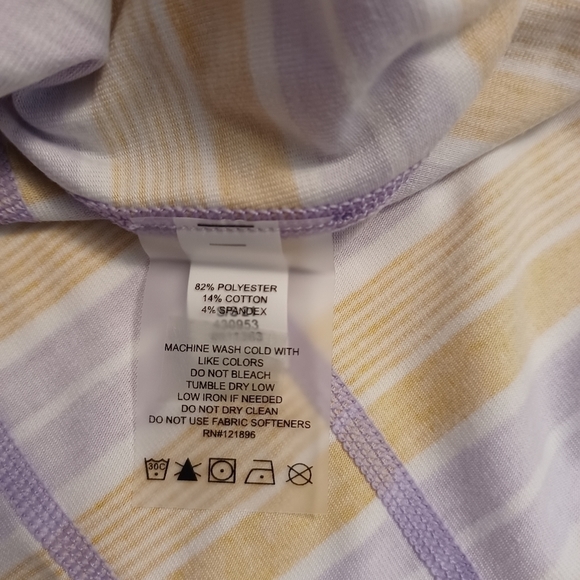 82% POLYESTER
14% COTTON
4% SPANDEX
430953
MACHINE WASH COLD WITH
LIKE COLORS
DO NOT BLEACH
TUMBLE DRY LOW
LOW IRON IF NEEDED
DO NOT DRY CLEAN
DO NOT USE FABRIC SOFTENERS
RN#121896
30C